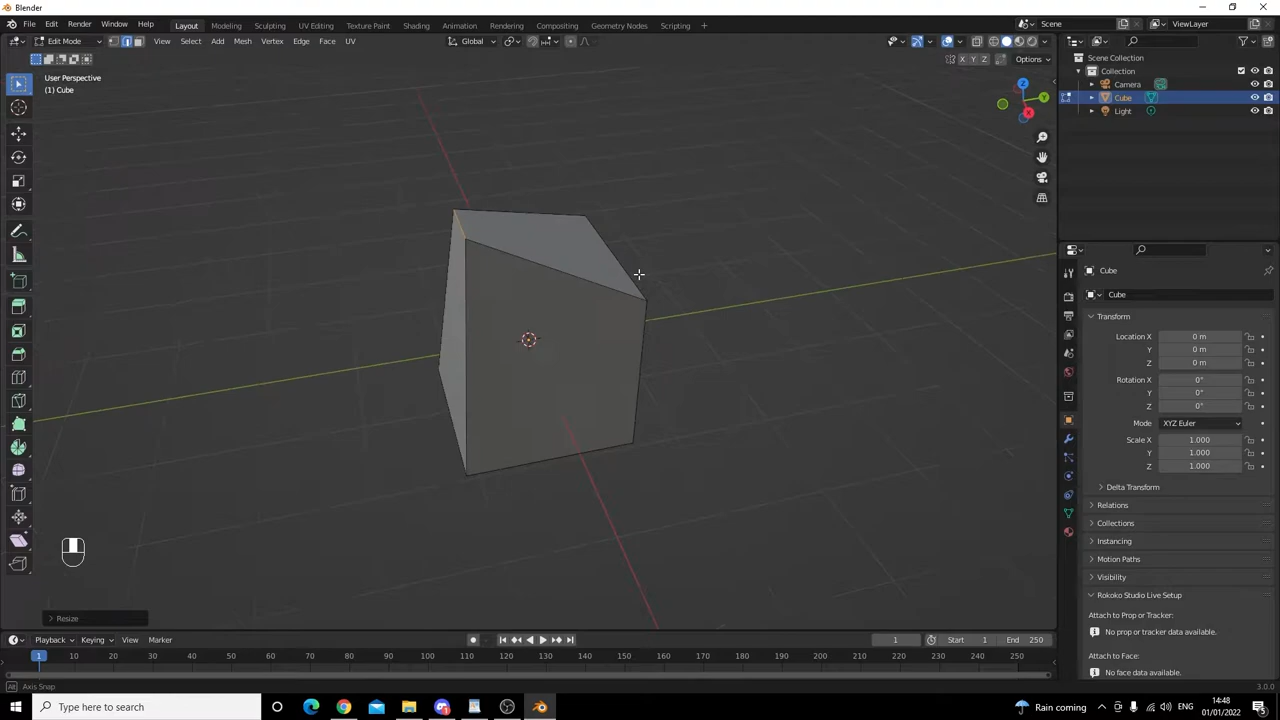 Blender
File Edit Render Window Help Layout Modeling Sculpting UV Editing Texture Paint Shading Animation Rendering Compositing Geometry Nodes Scripting + Scene ViewLayer
Edit Mode View Select Add Mesh Vertex Edge Face UV Global
X Y Z Options
User Perspective
(1) Cube
Scene Collection
Collection
Camera
Cube
Light
Z
Y
X
Cube
Cube
Transform
Location X 0 m
Y 0 m
Z 0 m
Rotation X 0°
Y 0°
Z 0°
Mode XYZ Euler
Scale X 1.000
Y 1.000
Z 1.000
Delta Transform
Relations
Collections
Instancing
Motion Paths
Visibility
Rokoko Studio Live Setup
Attach to Prop or Tracker:
No prop or tracker data available.
Attach to Face:
No face data available.
Resize
Playback Keying View Marker 1 Start 1 End 250
1 10 20 30 40 50 60 70 80 90 100 110 120 130 140 150 160 170 180 190 200 210 220 230 240 250
Alt Axis Snap 3.0.0
Type here to search Rain coming ENG 14:48
01/01/2022